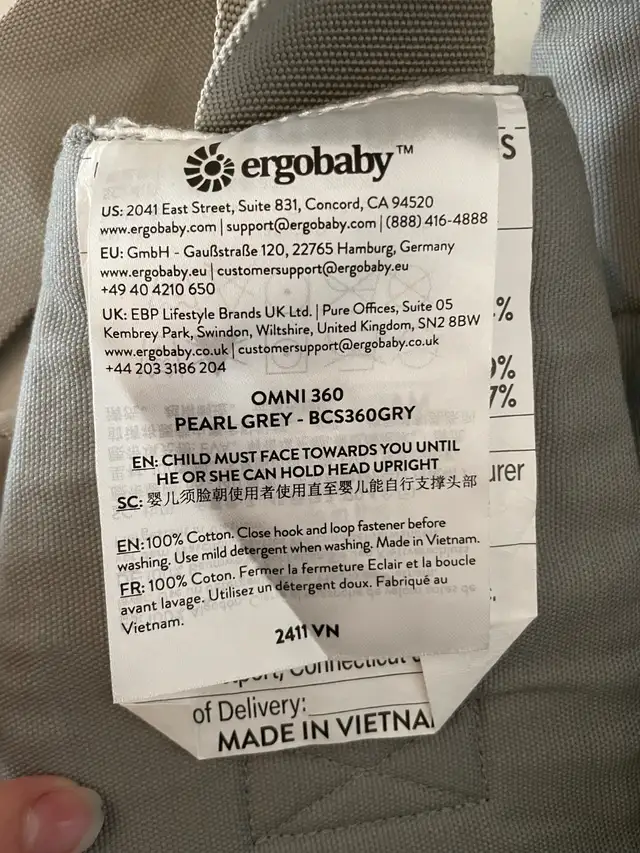 ergobaby™
US: 2041 East Street, Suite 831, Concord, CA 94520
www.ergobaby.com | support@ergobaby.com | (888) 416-4888
EU: GmbH - Gaußstraße 120, 22765 Hamburg, Germany
www.ergobaby.eu | customersupport@ergobaby.eu
+49 40 4210 650
UK: EBP Lifestyle Brands UK Ltd. | Pure Offices, Suite 05
Kembrey Park, Swindon, Wiltshire, United Kingdom, SN2 8BW
www.ergobaby.co.uk | customersupport@ergobaby.co.uk
+44 203 3186 204
OMNI 360
PEARL GREY - BCS360GRY
EN: CHILD MUST FACE TOWARDS YOU UNTIL
HE OR SHE CAN HOLD HEAD UPRIGHT
SC: 婴儿须脸朝使用者使用直至婴儿能自行支撑头部
EN: 100% Cotton. Close hook and loop fastener before
washing. Use mild detergent when washing. Made in Vietnam.
FR: 100% Coton. Fermer la fermeture Eclair et la boucle
avant lavage. Utilisez un détergent doux. Fabriqué au
Vietnam.
2411 VN
S
%
%
7%
urer
of Delivery:
MADE IN VIETNA